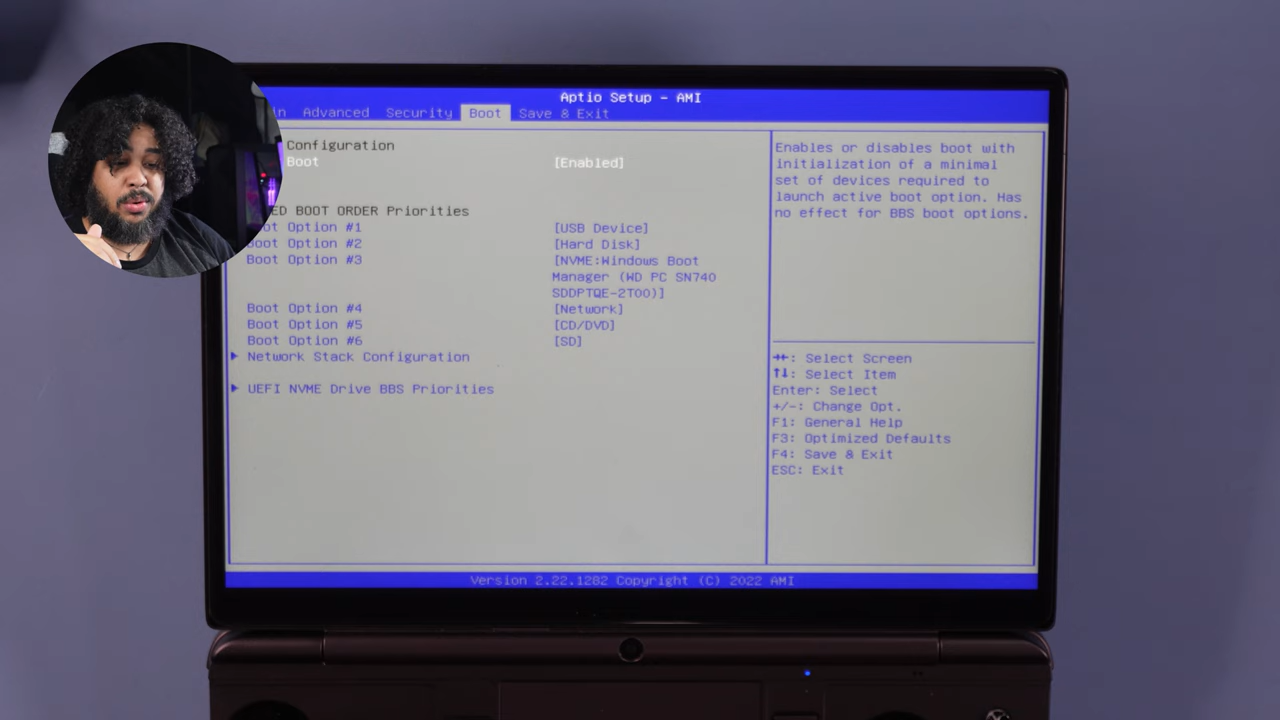 Aptio Setup - AMI
Advanced Security Boot Save & Exit
Configuration
Boot [Enabled]
BOOT ORDER Priorities
Boot Option #1 [USB Device]
Boot Option #2 [Hard Disk]
Boot Option #3 [NVME:Windows Boot
Manager (WD PC SN740
SDDPTQE-2T00)]
Boot Option #4 [Network]
Boot Option #5 [CD/DVD]
Boot Option #6 [SD]
Network Stack Configuration
UEFI NVME Drive BBS Priorities
Enables or disables boot with
initialization of a minimal
set of devices required to
launch active boot option. Has
no effect for BBS boot options.
→←: Select Screen
↑↓: Select Item
Enter: Select
+/-: Change Opt.
F1: General Help
F3: Optimized Defaults
F4: Save & Exit
ESC: Exit
Version 2.22.1282 Copyright (C) 2022 AMI